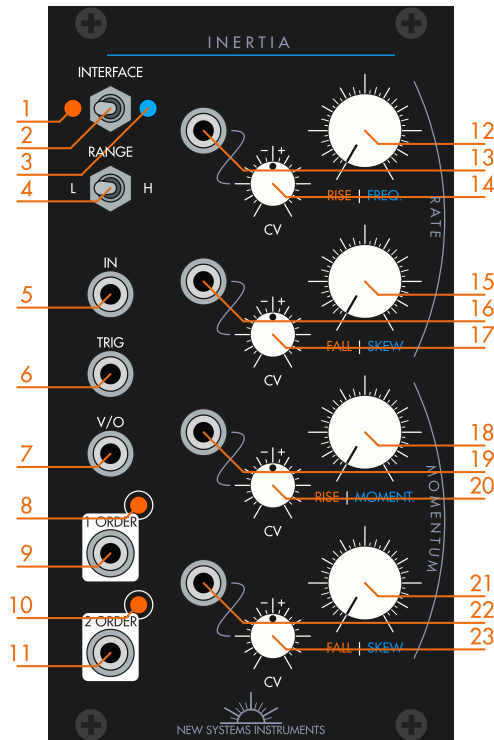 INERTIA
INTERFACE
1
2
3
RANGE
4
L H
12
13
14
RISE | FREQ.
CV
RATE
IN
5
15
16
17
FALL | SKEW
CV
TRIG
6
V/O
7
18
19
20
RISE | MOMENT.
CV
MOMENTUM
8
1 ORDER
9
10
2 ORDER
11
21
22
23
FALL | SKEW
CV
NEW SYSTEMS INSTRUMENTS